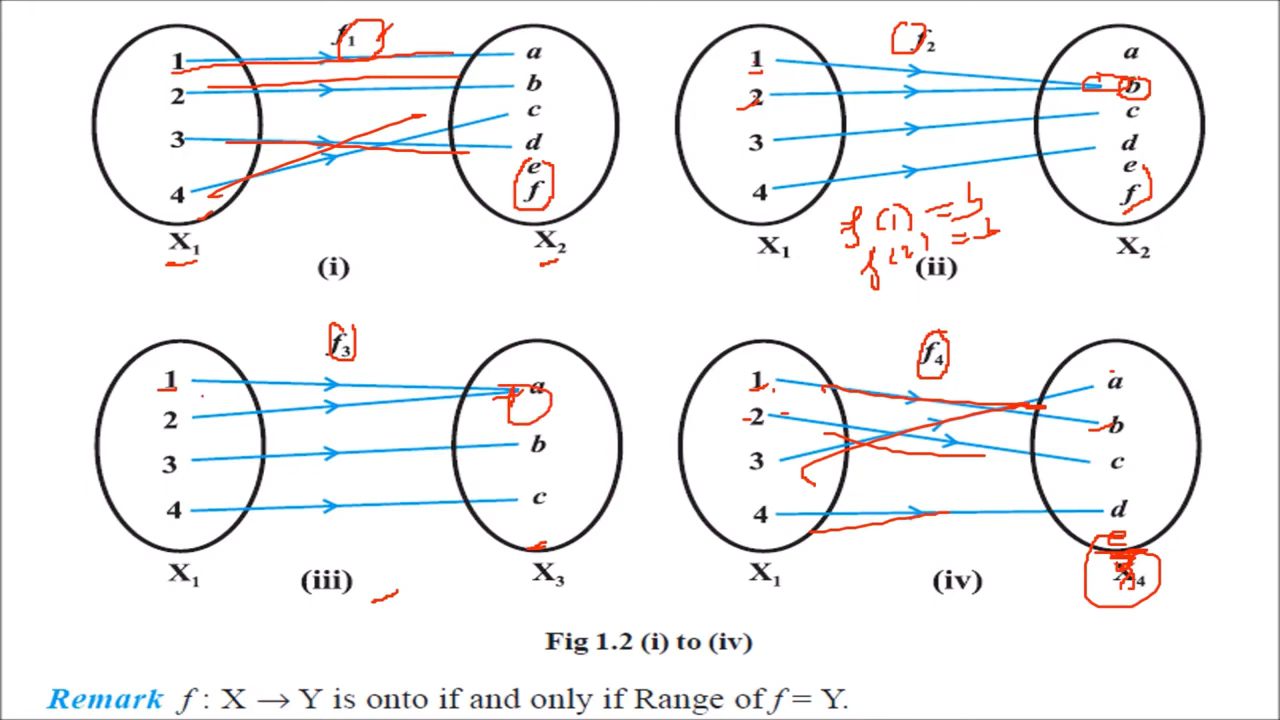 f₁
1
2
3
4
a
b
c
d
e
f
X₁
X₂
(i)
f₂
1
2
3
4
a
b
c
d
e
f
X₁
X₂
f(1) = b
f(2) = b
(ii)
f₃
1
2
3
4
a
b
c
X₁
X₃
(iii)
f₄
1
2
3
4
a
b
c
d
e
X₁
X₄
(iv)
Fig 1.2 (i) to (iv)
Remark f : X → Y is onto if and only if Range of f = Y.